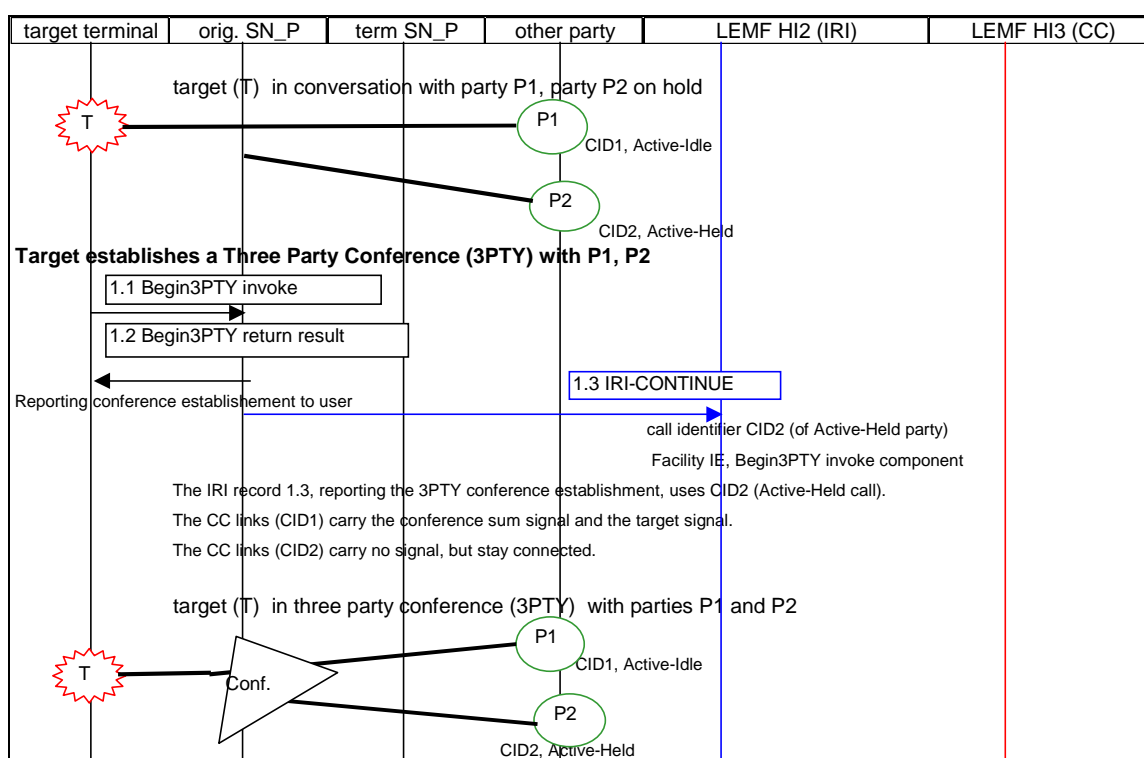 target terminal orig. SN_P term SN_P other party LEMF HI2 (IRI) LEMF HI3 (CC)
target (T) in conversation with party P1, party P2 on hold
T
P1
CID1, Active-Idle
P2
CID2, Active-Held
Target establishes a Three Party Conference (3PTY) with P1, P2
1.1 Begin3PTY invoke
1.2 Begin3PTY return result
1.3 IRI-CONTINUE
Reporting conference establishement to user
call identifier CID2 (of Active-Held party)
Facility IE, Begin3PTY invoke component
The IRI record 1.3, reporting the 3PTY conference establishment, uses CID2 (Active-Held call).
The CC links (CID1) carry the conference sum signal and the target signal.
The CC links (CID2) carry no signal, but stay connected.
target (T) in three party conference (3PTY) with parties P1 and P2
P1
CID1, Active-Idle
T
Conf.
P2
CID2, Active-Held